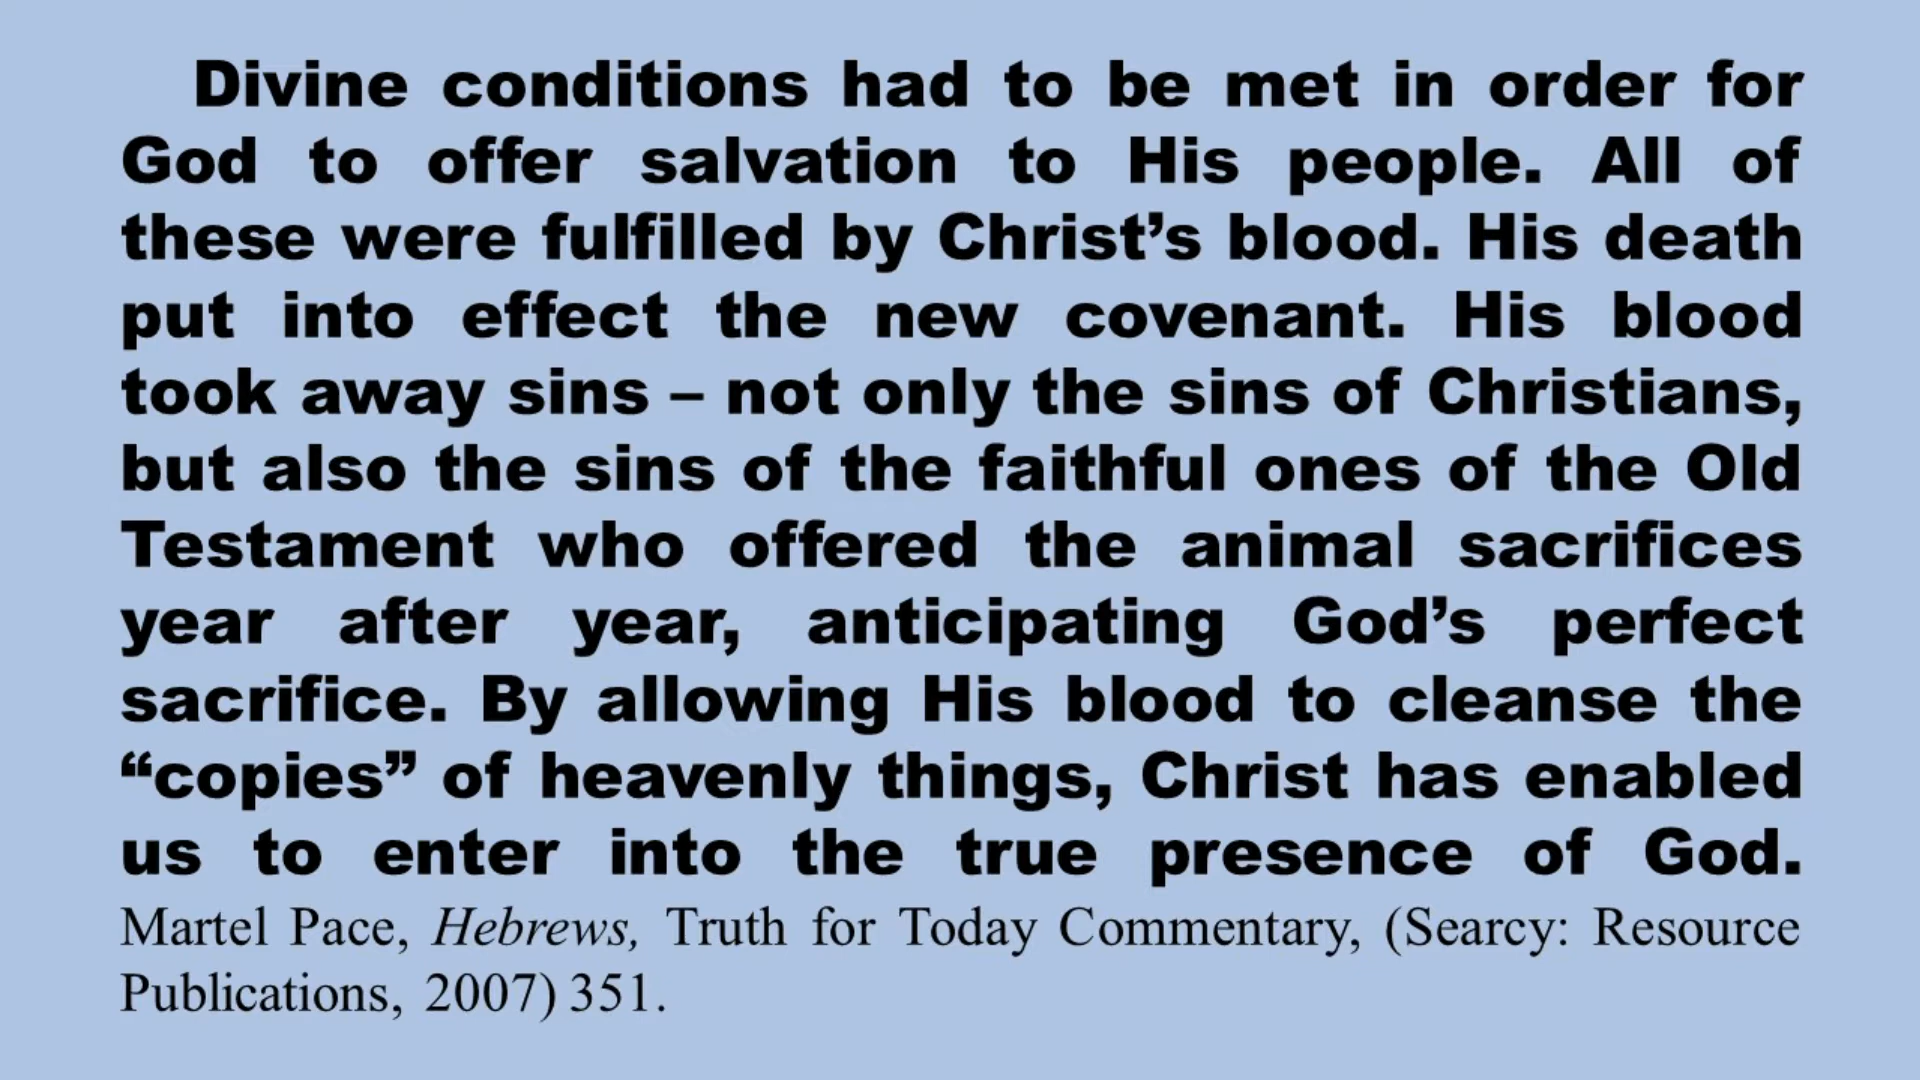 Divine conditions had to be met in order for
God to offer salvation to His people. All of
these were fulfilled by Christ’s blood. His death
put into effect the new covenant. His blood
took away sins – not only the sins of Christians,
but also the sins of the faithful ones of the Old
Testament who offered the animal sacrifices
year after year, anticipating God’s perfect
sacrifice. By allowing His blood to cleanse the
“copies” of heavenly things, Christ has enabled
us to enter into the true presence of God.
Martel Pace, Hebrews, Truth for Today Commentary, (Searcy: Resource
Publications, 2007) 351.